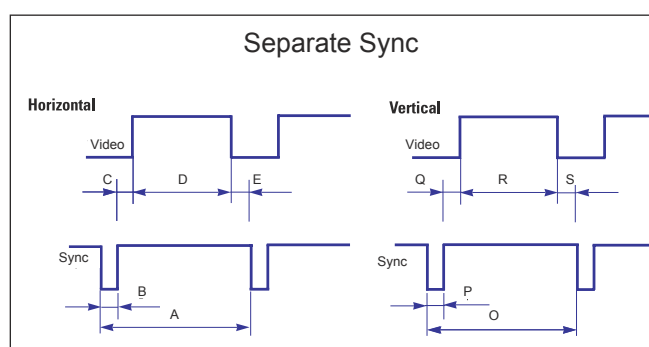 Separate Sync
Horizontal
Vertical
Video
Video
C D E
Q R S
Sync
Sync
B
P
A
O